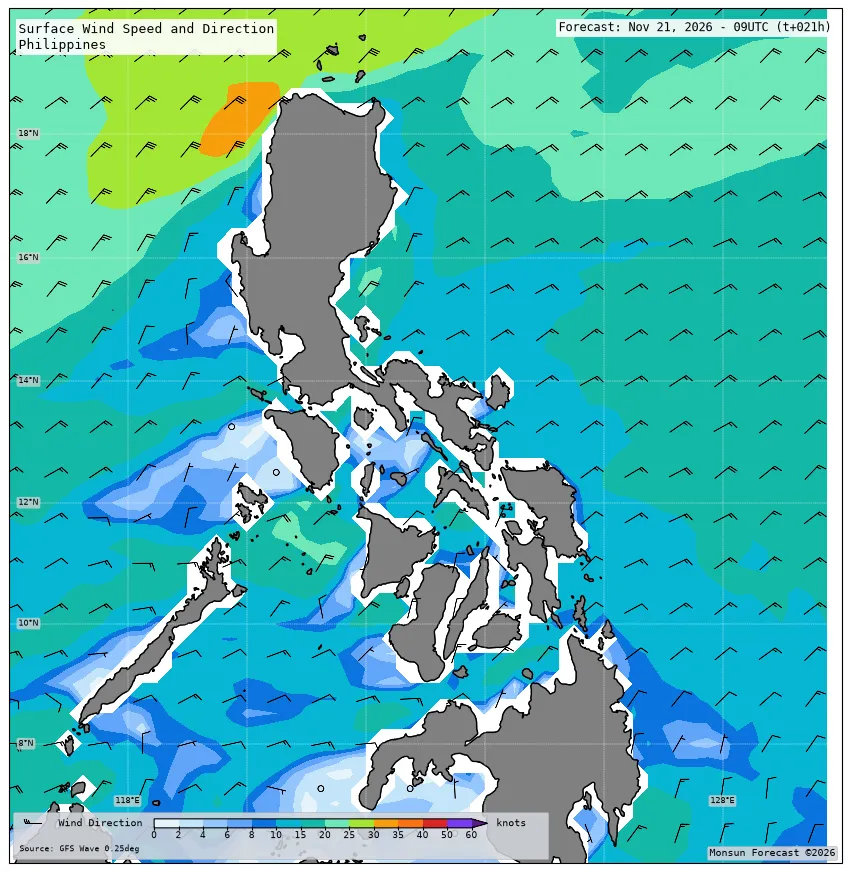 Surface Wind Speed and Direction
Philippines
Forecast: Nov 21, 2026 - 09UTC (t+021h)
18°N
16°N
14°N
12°N
10°N
8°N
118°E
128°E
Wind Direction
knots
0 2 4 6 8 10 15 20 25 30 35 40 50 60
Source: GFS Wave 0.25deg
Monsun Forecast ©2026